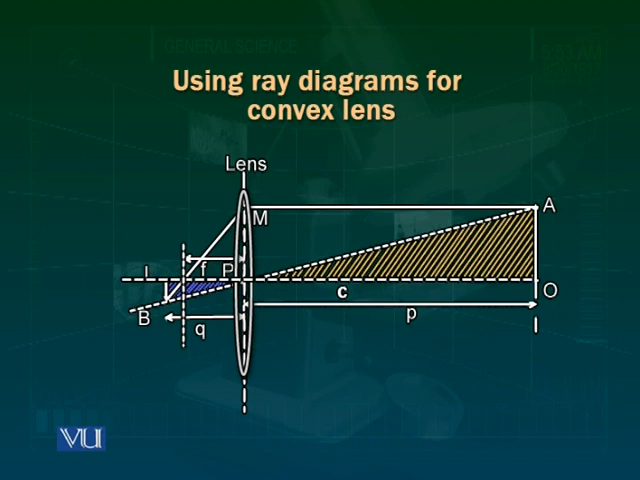 GENERAL SCIENCE
Using ray diagrams for
convex lens
Lens
A
M
I
f
P
O
c
B
q
p
VU